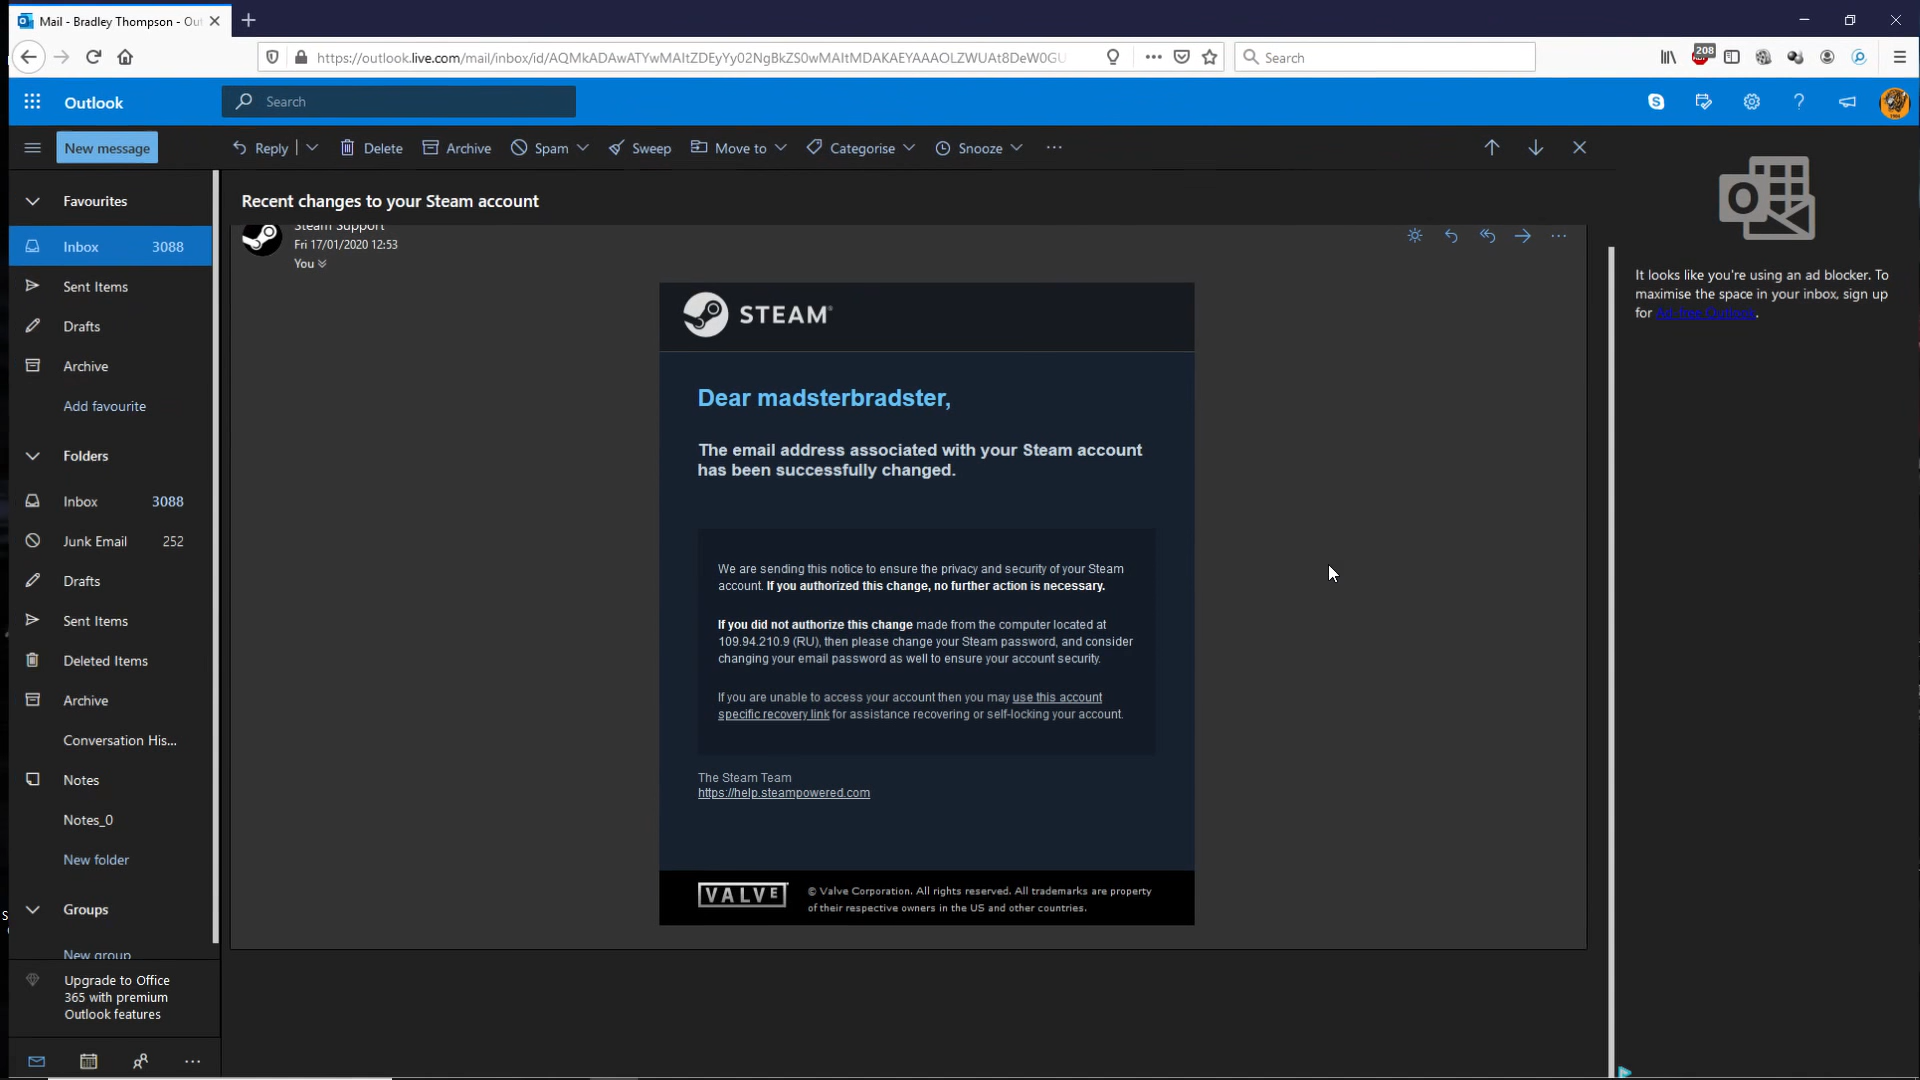 Mail - Bradley Thompson - Ou
https://outlook.live.com/mail/inbox/id/AQMkADAwATYwMAItZDEyYy02NgBkZS0wMAItMDAKAEYAAAOLZWUAt8DeW0GU
Search
208
Outlook
Search
New message
Reply
Delete
Archive
Spam
Sweep
Move to
Categorise
Snooze
Favourites
Inbox 3088
Sent Items
Drafts
Archive
Add favourite
Folders
Inbox 3088
Junk Email 252
Drafts
Sent Items
Deleted Items
Archive
Conversation His...
Notes
Notes_0
New folder
Groups
New group
Upgrade to Office
365 with premium
Outlook features
Recent changes to your Steam account
Steam Support
Fri 17/01/2020 12:53
You
STEAM®
Dear madsterbradster,
The email address associated with your Steam account
has been successfully changed.
We are sending this notice to ensure the privacy and security of your Steam
account. If you authorized this change, no further action is necessary.
If you did not authorize this change made from the computer located at
109.94.210.9 (RU), then please change your Steam password, and consider
changing your email password as well to ensure your account security.
If you are unable to access your account then you may use this account
specific recovery link for assistance recovering or self-locking your account.
The Steam Team
https://help.steampowered.com
VALVE
© Valve Corporation. All rights reserved. All trademarks are property
of their respective owners in the US and other countries.
It looks like you're using an ad blocker. To
maximise the space in your inbox, sign up
for Ad-free Outlook.